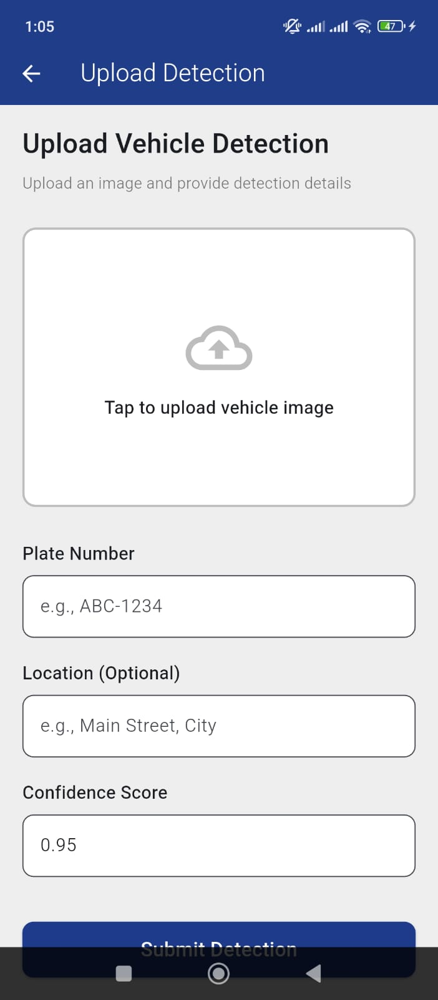 1:05
47
Upload Detection
Upload Vehicle Detection
Upload an image and provide detection details
Tap to upload vehicle image
Plate Number
e.g., ABC-1234
Location (Optional)
e.g., Main Street, City
Confidence Score
0.95
Submit Detection